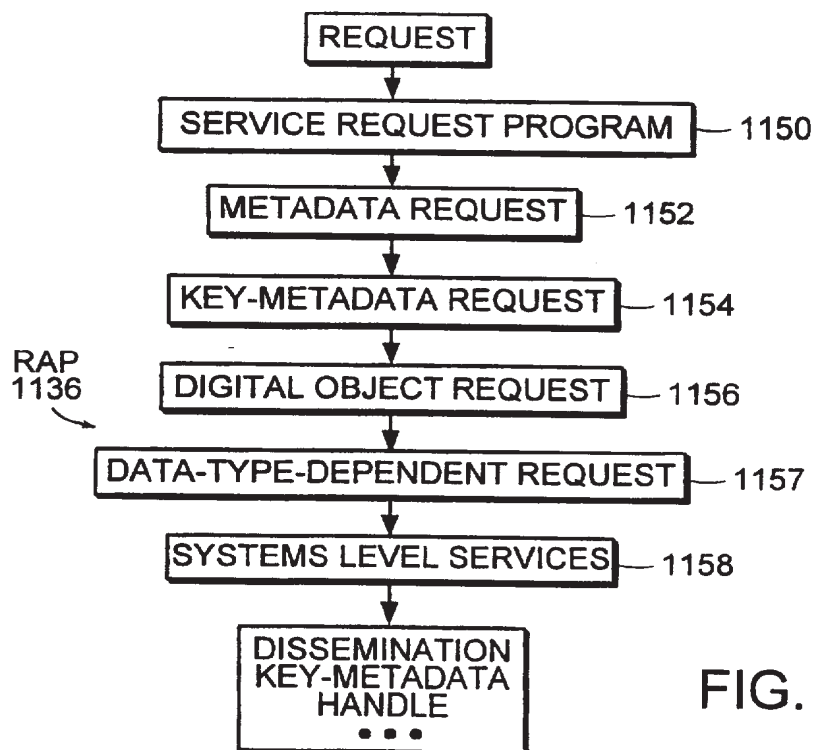 REQUEST
SERVICE REQUEST PROGRAM
1150
METADATA REQUEST
1152
KEY-METADATA REQUEST
1154
RAP
1136
DIGITAL OBJECT REQUEST
1156
DATA-TYPE-DEPENDENT REQUEST
1157
SYSTEMS LEVEL SERVICES
1158
DISSEMINATION
KEY-METADATA
HANDLE
• • •
FIG.